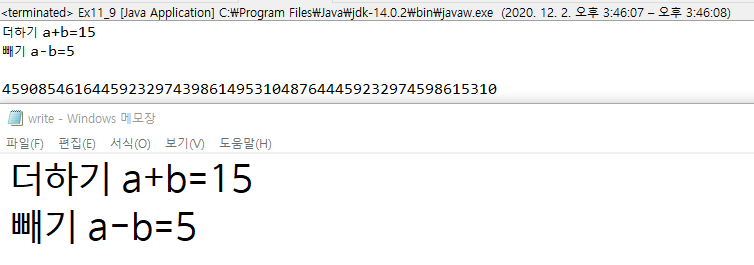 <terminated> Ex11_9 [Java Application] C:₩Program Files₩Java₩jdk-14.0.2₩bin₩javaw.exe (2020. 12. 2. 오후 3:46:07 – 오후 3:46:08)
더하기 a+b=15
빼기 a-b=5
45908546164459232974398614953104876444459232974598615310
write - Windows 메모장
파일(F) 편집(E) 서식(O) 보기(V) 도움말(H)
더하기 a+b=15
빼기 a-b=5